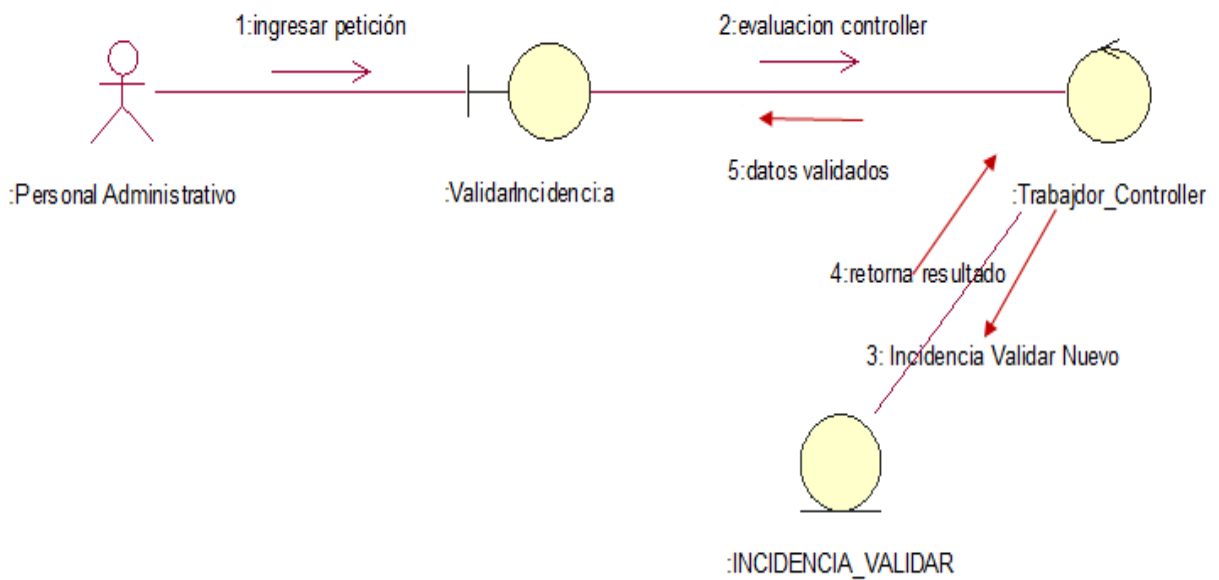 1:ingresar petición
2:evaluacion controller
5:datos validados
:Personal Administrativo
:ValidarIncidenci:a
:Trabajdor_Controller
4:retorna resultado
3: Incidencia Validar Nuevo
:INCIDENCIA_VALIDAR